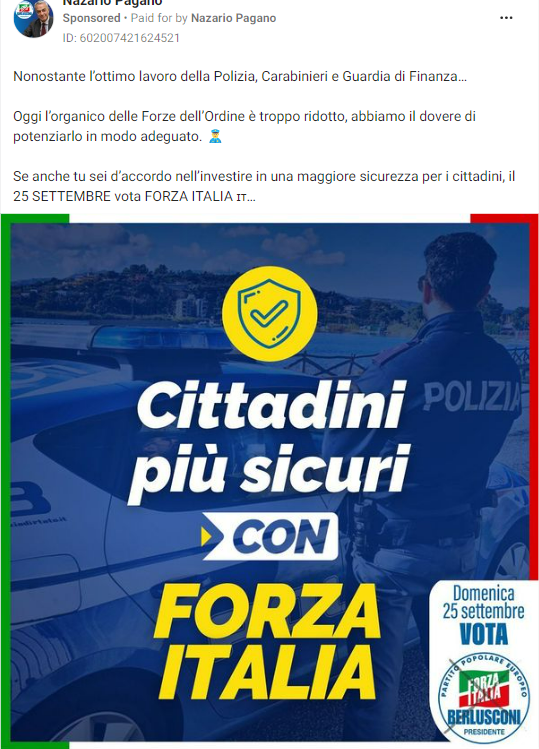 Nazario Pagano
Sponsored • Paid for by Nazario Pagano
ID: 602007421624521
Nonostante l’ottimo lavoro della Polizia, Carabinieri e Guardia di Finanza…
Oggi l’organico delle Forze dell’Ordine è troppo ridotto, abbiamo il dovere di
potenziarlo in modo adeguato. 👮
Se anche tu sei d’accordo nell’investire in una maggiore sicurezza per i cittadini, il
25 SETTEMBRE vota FORZA ITALIA ɪᴛ…
POLIZIA
Cittadini
più sicuri
CON
FORZA
ITALIA
Domenica
25 settembre
VOTA
PARTITO POPOLARE EUROPEO
FORZA
ITALIA
BERLUSCONI
PRESIDENTE